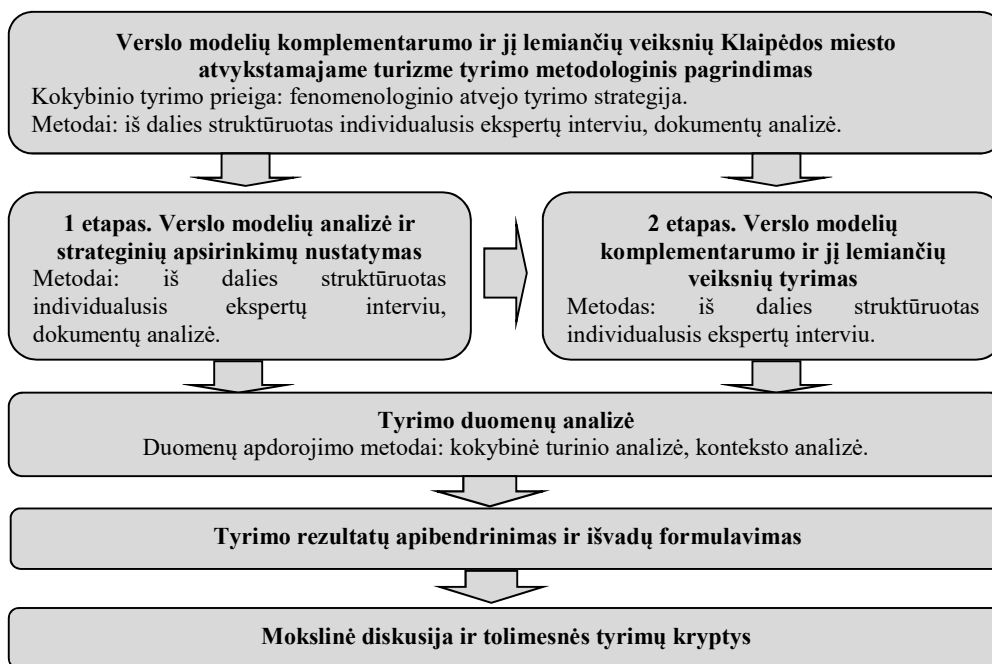 Verslo modelių komplementarumo ir jį lemiančių veiksnių Klaipėdos miesto
atvykstamajame turizme tyrimo metodologinis pagrindimas
Kokybinio tyrimo prieiga: fenomenologinio atvejo tyrimo strategija.
Metodai: iš dalies struktūruotas individualusis ekspertų interviu, dokumentų analizė.
1 etapas. Verslo modelių analizė ir
strateginių apsirinkimų nustatymas
Metodai: iš dalies struktūruotas
individualusis ekspertų interviu,
dokumentų analizė.
2 etapas. Verslo modelių
komplementarumo ir jį lemiančių
veiksnių tyrimas
Metodas: iš dalies struktūruotas
individualusis ekspertų interviu.
Tyrimo duomenų analizė
Duomenų apdorojimo metodai: kokybinė turinio analizė, konteksto analizė.
Tyrimo rezultatų apibendrinimas ir išvadų formulavimas
Mokslinė diskusija ir tolimesnės tyrimų kryptys